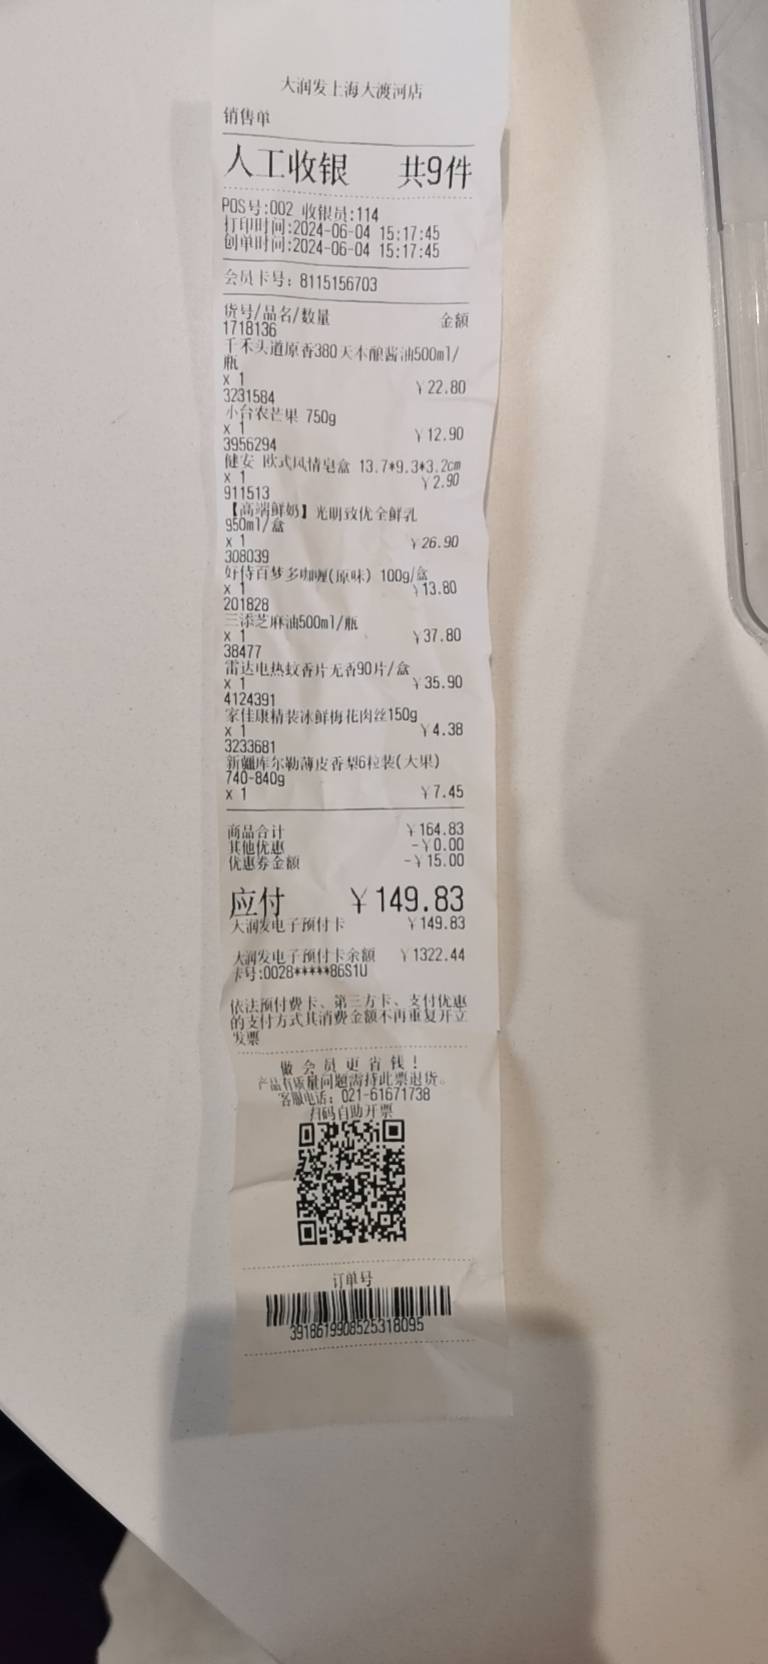 大润发上海大渡河店
销售单
人工收银 共9件
POS号:002 收银员:114
打印时间:2024-06-04 15:17:45
创单时间:2024-06-04 15:17:45
会员卡号: 8115156703
货号/品名/数量 金额
1718136
千禾头道原香380天本酿酱油500ml/
瓶
x 1 ¥22.80
3231584
小台农芒果 750g
x 1 ¥12.90
3956294
健安 欧式风情皂盒 13.7*9.3*3.2cm
x 1 ¥2.90
911513
【高端鲜奶】光明致优全鲜乳
950ml/盒
x 1 ¥26.90
308039
好侍百梦多咖喱(原味) 100g/盒
x 1 ¥13.80
201828
三添芝麻油500ml/瓶
x 1 ¥37.80
38477
雷达电热蚊香片无香90片/盒
x 1 ¥35.90
4124391
家佳康精装冰鲜梅花肉丝150g
x 1 ¥4.38
3233681
新疆库尔勒薄皮香梨6粒装(大果)
740-840g
x 1 ¥7.45
商品合计 ¥164.83
其他优惠 -¥0.00
优惠券金额 -¥15.00
应付 ¥149.83
大润发电子预付卡 ¥149.83
大润发电子预付卡余额 ¥1322.44
卡号:0028*****86S1U
依法预付费卡、第三方卡、支付优惠
的支付方式其消费金额不再重复开立
发票
做会员更省钱!
产品有质量问题需持此票退货。
客服电话: 021-61671738
扫码自助开票
订单号
3918619908525318095